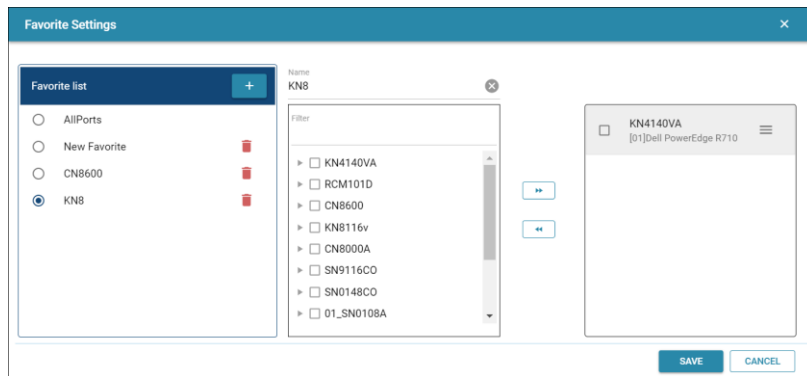 Favorite Settings
Favorite list
AllPorts
New Favorite
CN8600
KN8
Name
KN8
Filter
KN4140VA
RCM101D
CN8600
KN8116v
CN8000A
SN9116CO
SN0148CO
01_SN0108A
KN4140VA
[01]Dell PowerEdge R710
SAVE CANCEL